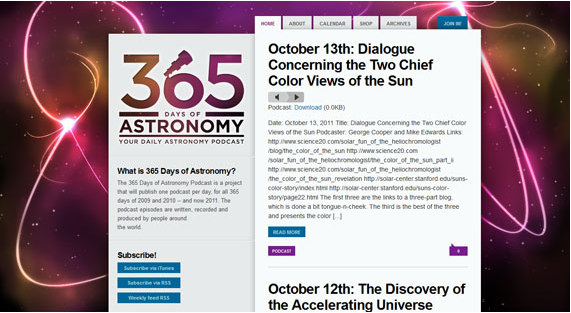 HOME
ABOUT
CALENDAR
SHOP
ARCHIVES
JOIN IN!
365
DAYS OF
ASTRONOMY
YOUR DAILY ASTRONOMY PODCAST
What is 365 Days of Astronomy?
The 365 Days of Astronomy Podcast is a project
that will publish one podcast per day, for all 365
days of 2009 and 2010 -- and now 2011. The
podcast episodes are written, recorded and
produced by people around
the world.
Subscribe!
Subscribe via iTunes
Subscribe via RSS
Weekly feed RSS
October 13th: Dialogue
Concerning the Two Chief
Color Views of the Sun
Podcast: Download (0.0KB)
Date: October 13, 2011 Title: Dialogue Concerning the Two Chief Color
Views of the Sun Podcaster: George Cooper and Mike Edwards Links:
http://www.science20.com/solar_fun_of_the_heliochromologist
/blog/the_color_of_the_sun http://www.science20.com
/solar_fun_of_the_heliochromologist/the_color_of_the_sun_part_ii
http://www.science20.com/solar_fun_of_the_heliochromologist
/the_color_of_the_sun_revelation http://solar-center.stanford.edu/suns-
color-story/index.html http://solar-center.stanford.edu/suns-color-
story/page22.html The first three are the links to a three-part blog,
which is done a bit tongue-n-cheek. The third is the best of the three
and presents the color [...]
READ MORE
PODCAST
0
October 12th: The Discovery of
the Accelerating Universe